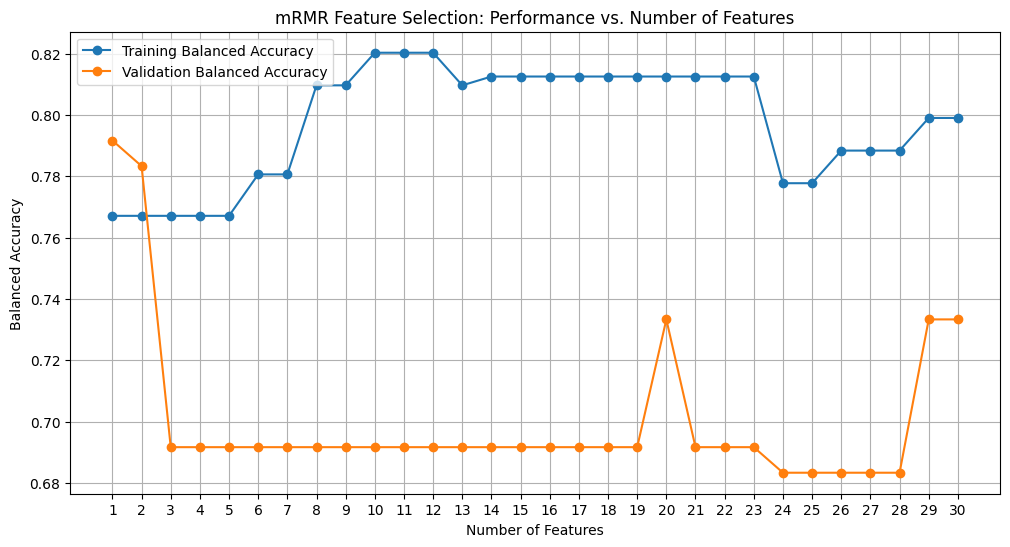 mRMR Feature Selection: Performance vs. Number of Features
Training Balanced Accuracy
Validation Balanced Accuracy
Balanced Accuracy
0.82
0.80
0.78
0.76
0.74
0.72
0.70
0.68
1 2 3 4 5 6 7 8 9 10 11 12 13 14 15 16 17 18 19 20 21 22 23 24 25 26 27 28 29 30
Number of Features